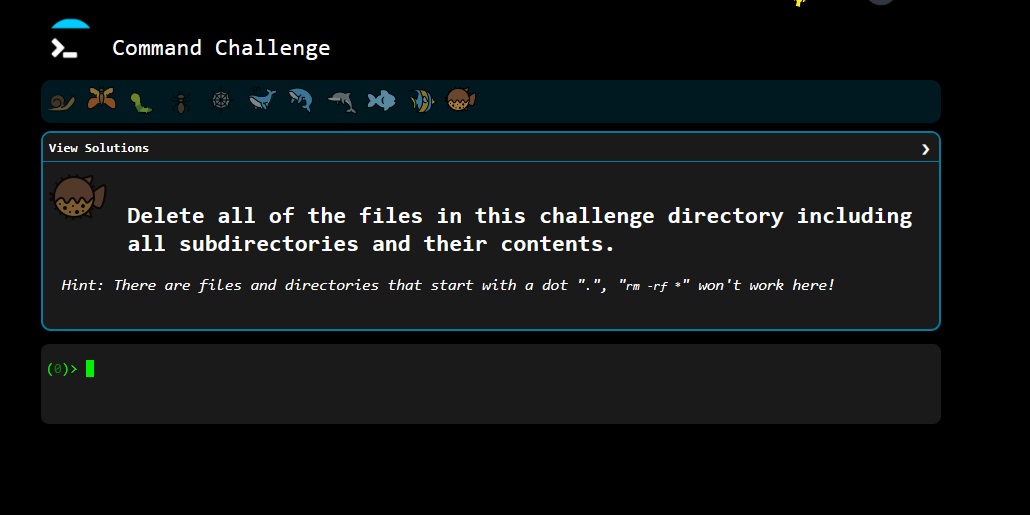 Command Challenge
View Solutions
Delete all of the files in this challenge directory including
all subdirectories and their contents.
Hint: There are files and directories that start with a dot ".", "rm -rf *" won't work here!
(0)>